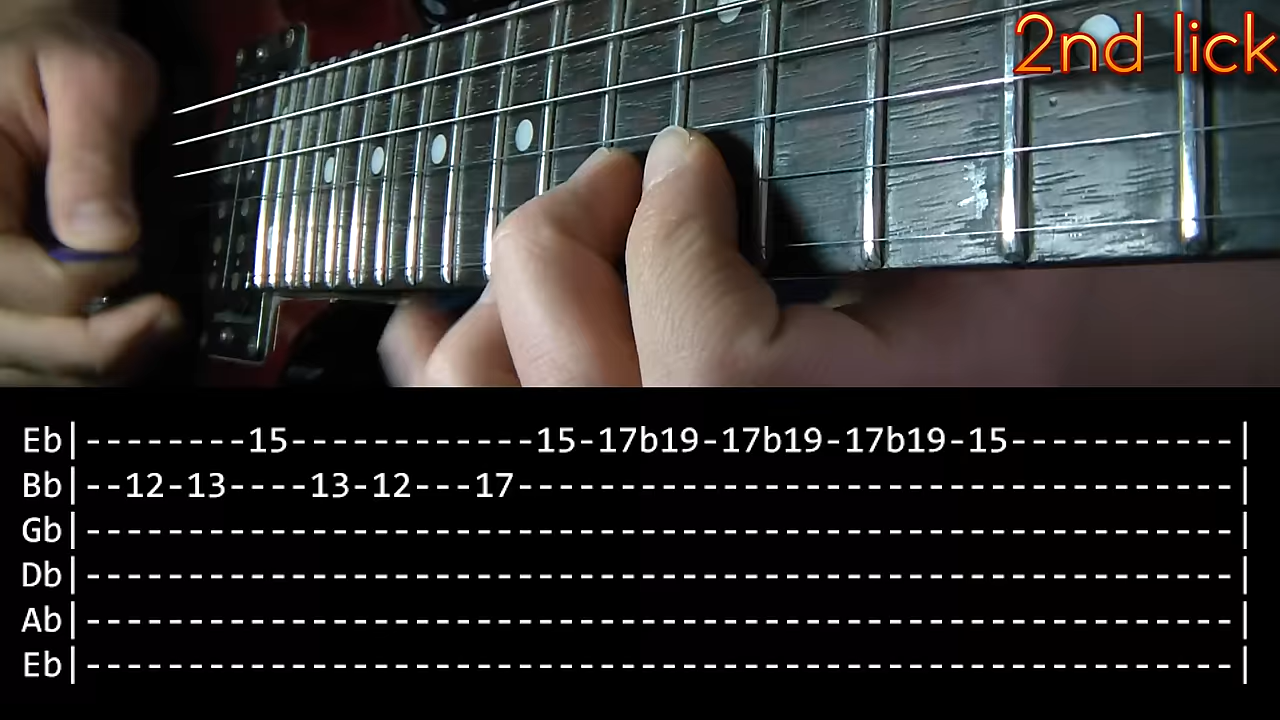 2nd lick
Eb|--------15------------15-17b19-17b19-17b19-15-----------|
Bb|--12-13----13-12---17-----------------------------------|
Gb|--------------------------------------------------------|
Db|--------------------------------------------------------|
Ab|--------------------------------------------------------|
Eb|--------------------------------------------------------|